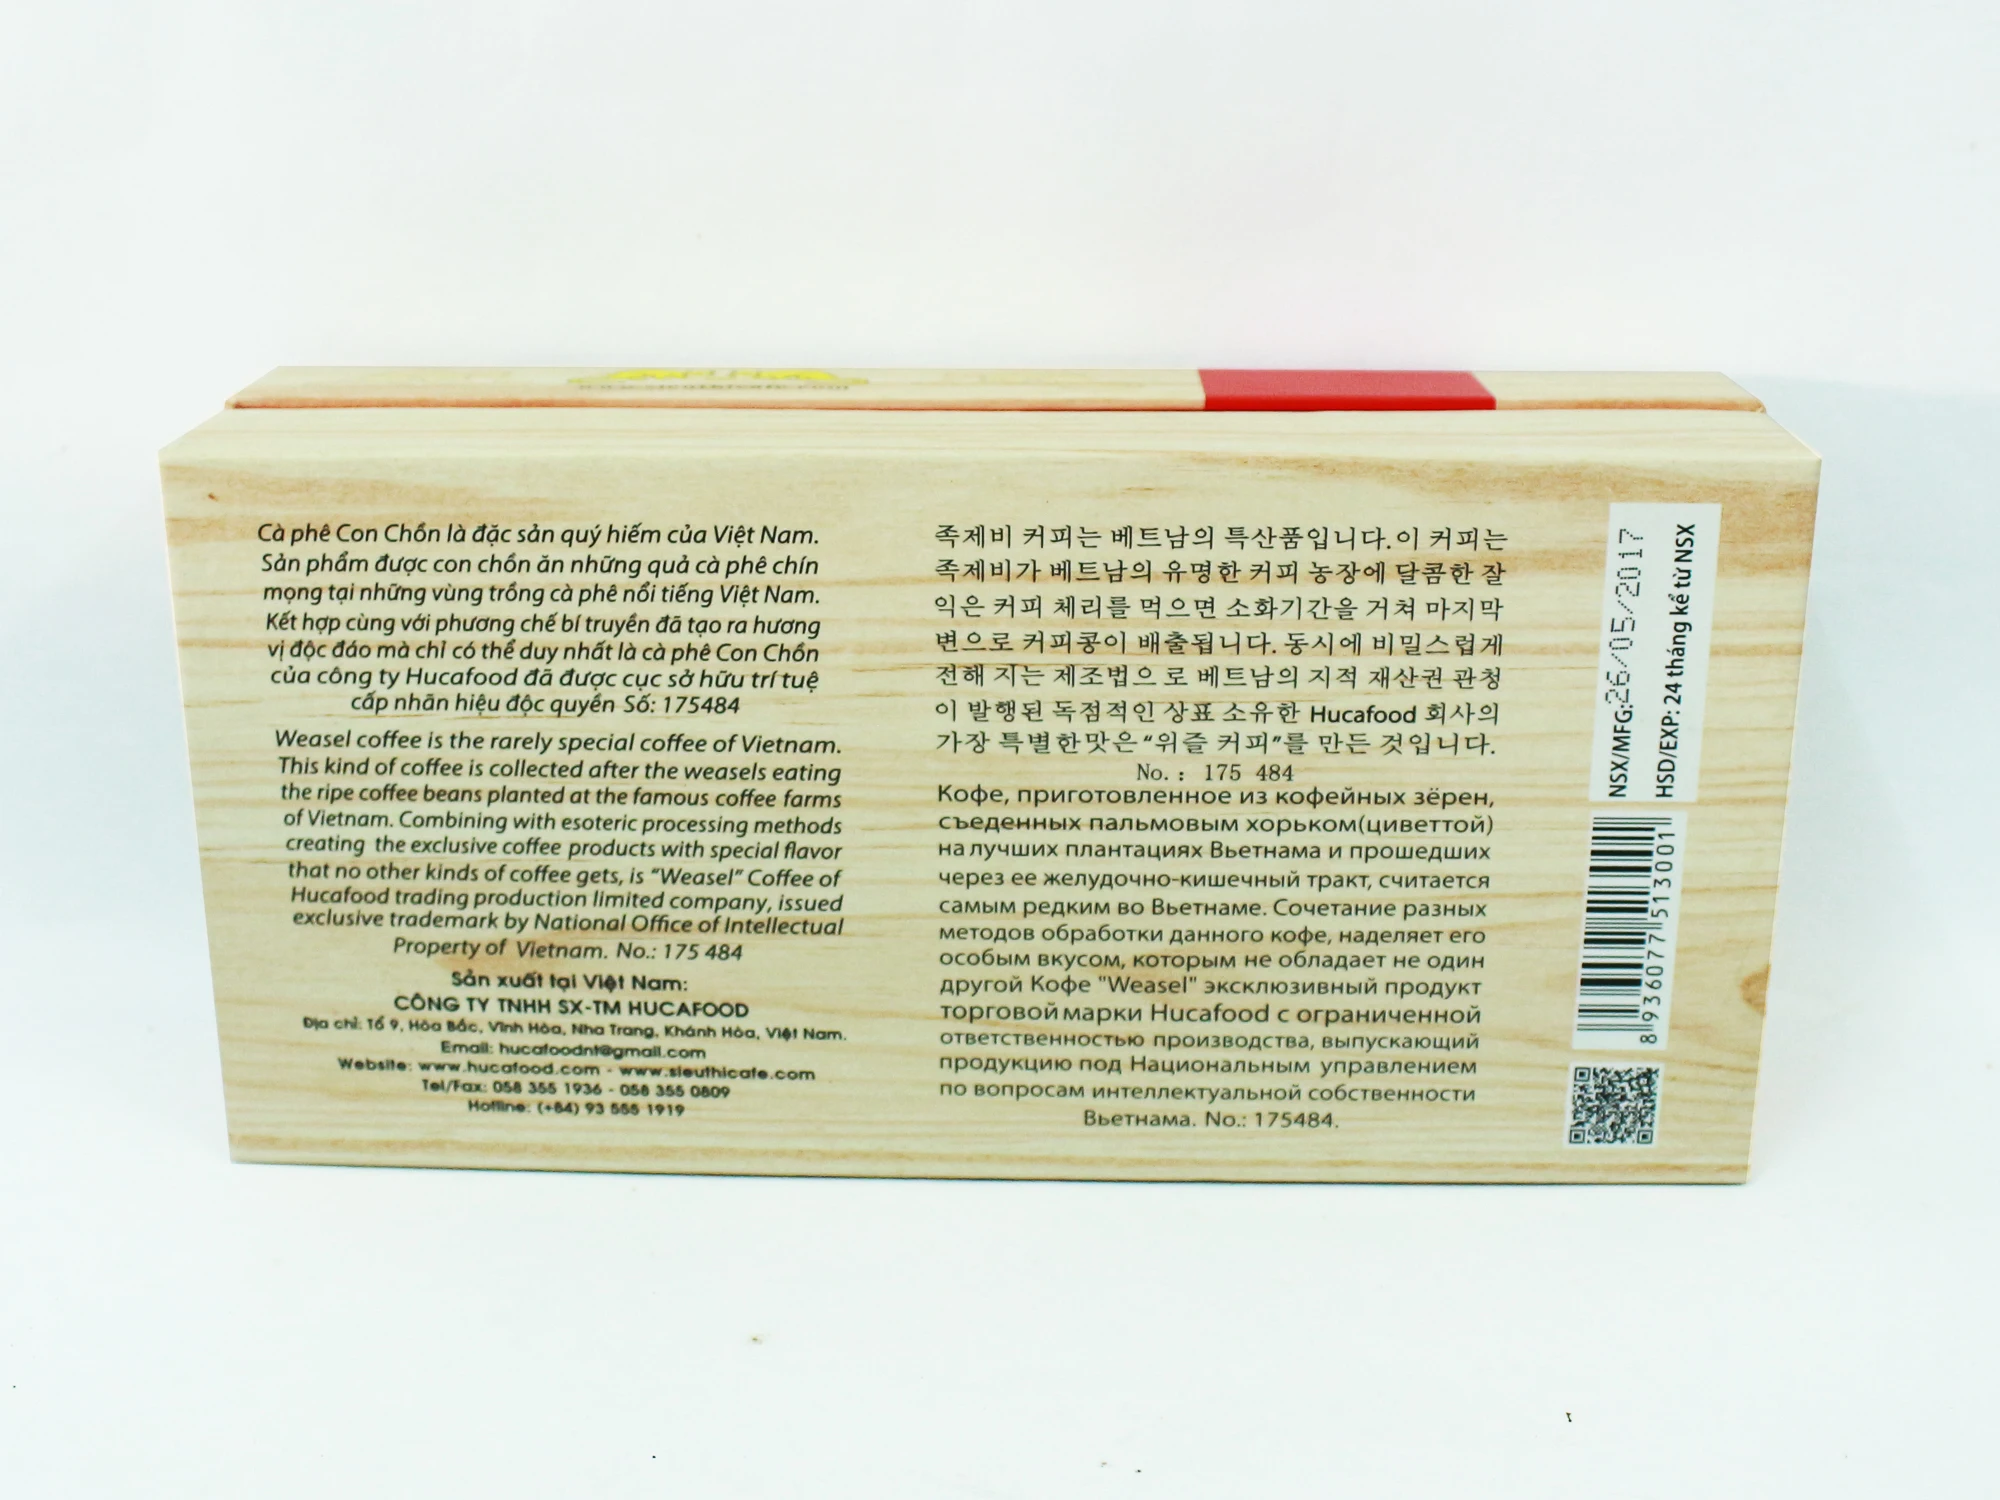 Cà phê Con Chồn là đặc sản quý hiếm của Việt Nam.
Sản phẩm được con chồn ăn những quả cà phê chín
mọng tại những vùng trồng cà phê nổi tiếng Việt Nam.
Kết hợp cùng với phương chế bí truyền đã tạo ra hương
vị độc đáo mà chỉ có thể duy nhất là cà phê Con Chồn
của công ty Hucafood đã được cục sở hữu trí tuệ
cấp nhãn hiệu độc quyền Số: 175484
Weasel coffee is the rarely special coffee of Vietnam.
This kind of coffee is collected after the weasels eating
the ripe coffee beans planted at the famous coffee farms
of Vietnam. Combining with esoteric processing methods
creating the exclusive coffee products with special flavor
that no other kinds of coffee gets, is "Weasel" Coffee of
Hucafood trading production limited company, issued
exclusive trademark by National Office of Intellectual
Property of Vietnam. No.: 175 484
Sản xuất tại Việt Nam:
CÔNG TY TNHH SX-TM HUCAFOOD
Địa chỉ: Tổ 9, Hòa Bắc, Vĩnh Hòa, Nha Trang, Khánh Hòa, Việt Nam.
Email: hucafoodnt@gmail.com
Website: www.hucafood.com - www.sieuthicafe.com
Tel/Fax: 058 355 1936 - 058 355 0809
Hotline: (+84) 93 555 1919
족제비 커피는 베트남의 특산품입니다.이 커피는
족제비가 베트남의 유명한 커피 농장에 달콤한 잘
익은 커피 체리를 먹으면 소화기간을 거쳐 마지막
변으로 커피콩이 배출됩니다. 동시에 비밀스럽게
전해 지는 제조법으로 베트남의 지적 재산권 관청
이 발행된 독점적인 상표 소유한 Hucafood 회사의
가장 특별한맛은“위즐 커피”를 만든 것입니다.
No. : 175 484
Кофе, приготовленное из кофейных зёрен,
съеденных пальмовым хорьком(циветтой)
на лучших плантациях Вьетнама и прошедших
через ее желудочно-кишечный тракт, считается
самым редким во Вьетнаме. Сочетание разных
методов обработки данного кофе, наделяет его
особым вкусом, которым не обладает не один
другой Кофе "Weasel" эксклюзивный продукт
торговой марки Hucafood с ограниченной
ответственностью производства, выпускающий
продукцию под Национальным управлением
по вопросам интеллектуальной собственности
Вьетнама. No.: 175484.
NSX/MFG: 26/05/2017
HSD/EXP: 24 tháng kể từ NSX
8936077513001